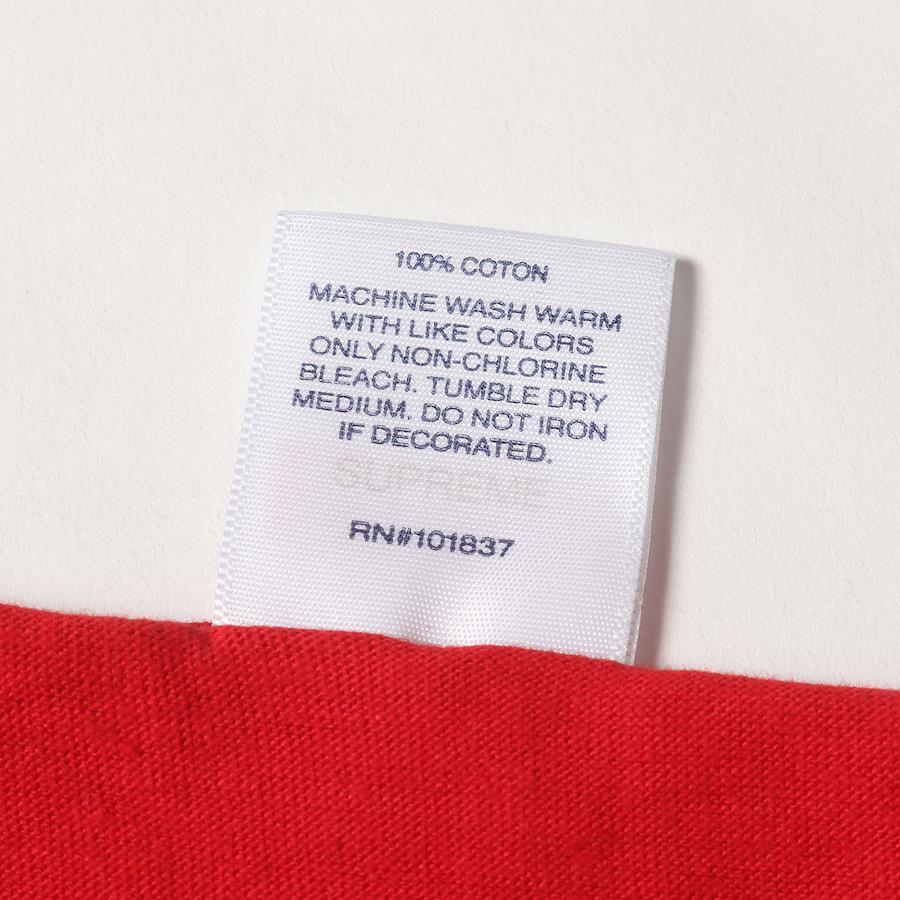 100% COTON
MACHINE WASH WARM
WITH LIKE COLORS
ONLY NON-CHLORINE
BLEACH. TUMBLE DRY
MEDIUM. DO NOT IRON
IF DECORATED.
SUPREME
RN#101837